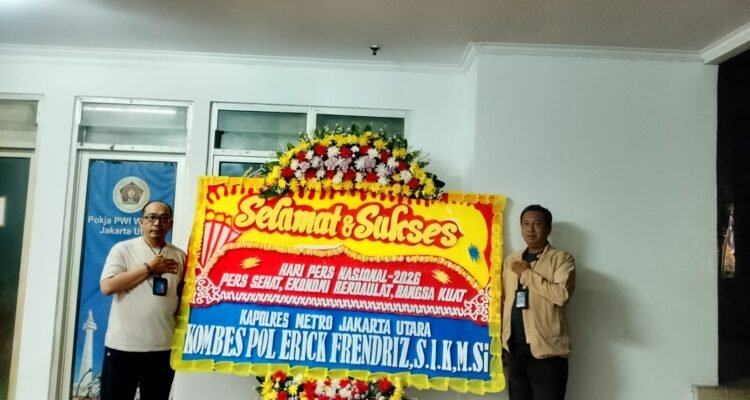 Pokja PWI W
Jakarta Ut
Selamat & Sukses
HARI PERS NASIONAL-2026
PERS SEHAT, EKONOMI BERDAULAT, BANGSA KUAT
KAPOLRES METRO JAKARTA UTARA
KOMBES POL ERICK FRENDRIZ, S.I.K, M.Si